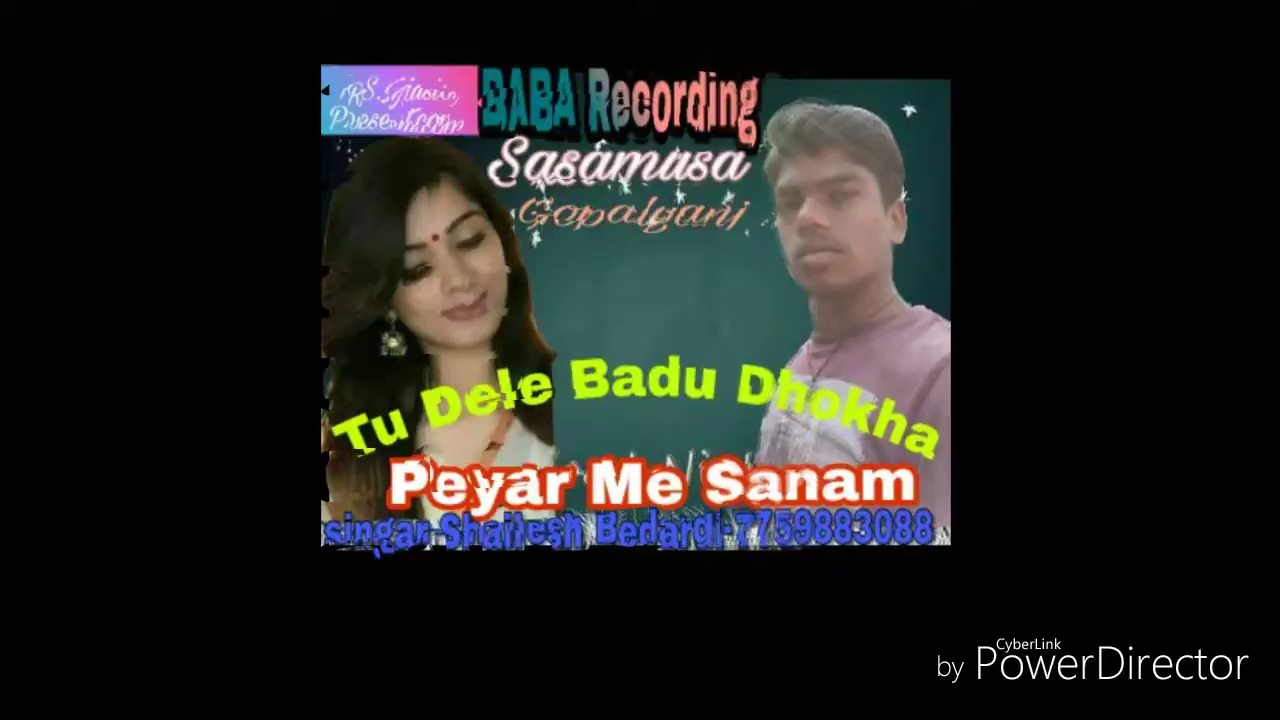 BABA Recording
Sasamusa
Gopalganj
Tu Dele Badu Dhokha
Peyar Me Sanam
singar-Shailesh Bedardi-7759883088
CyberLink
by PowerDirector